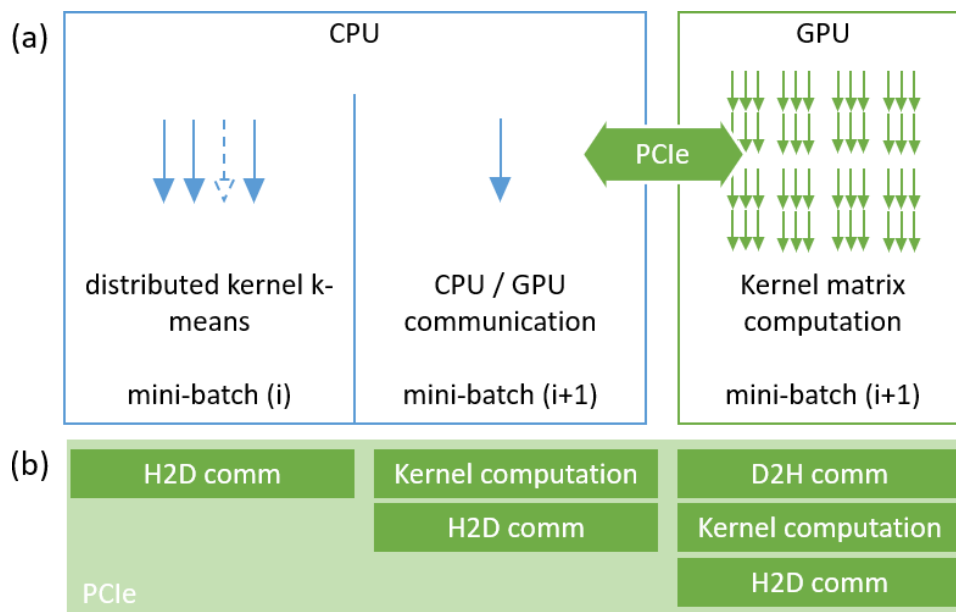 (a)
CPU
GPU
PCIe
distributed kernel k-
means
mini-batch (i)
CPU / GPU
communication
mini-batch (i+1)
Kernel matrix
computation
mini-batch (i+1)
(b)
H2D comm
Kernel computation
D2H comm
H2D comm
Kernel computation
H2D comm
PCIe